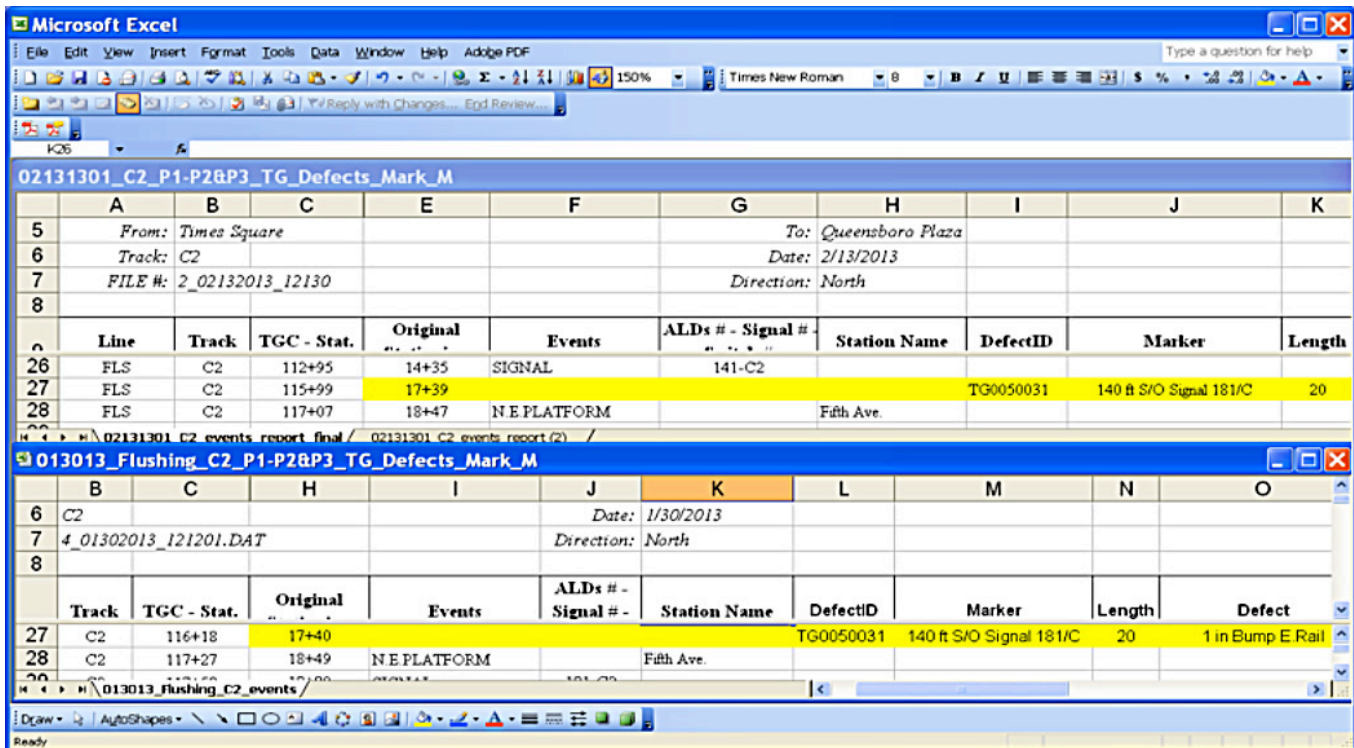 Microsoft Excel
File Edit View Insert Format Tools Data Window Help Adobe PDF Type a question for help
150% Times New Roman 8 B I U $ % ,
Reply with Changes... End Review...
K26 fx
02131301_C2_P1-P2&P3_TG_Defects_Mark_M
A B C E F G H I J K
5 From: Times Square To: Queensboro Plaza
6 Track: C2 Date: 2/13/2013
7 FILE #: 2_02132013_12130 Direction: North
8
Line Track TGC - Stat. Original Events ALDs # - Signal # - Station Name DefectID Marker Length
26 FLS C2 112+95 14+35 SIGNAL 141-C2
27 FLS C2 115+99 17+39 TG0050031 140 ft S/O Signal 181/C 20
28 FLS C2 117+07 18+47 N.E.PLATFORM Fifth Ave.
02131301_C2_events_report_final 02131301_C2_events_report (2)
013013_Flushing_C2_P1-P2&P3_TG_Defects_Mark_M
B C H I J K L M N O
6 C2 Date: 1/30/2013
7 4_01302013_121201.DAT Direction: North
8
Track TGC - Stat. Original Events ALDs # - Signal # - Station Name DefectID Marker Length Defect
27 C2 116+18 17+40 TG0050031 140 ft S/O Signal 181/C 20 1 in Bump E.Rail
28 C2 117+27 18+49 N.E.PLATFORM Fifth Ave.
013013_Flushing_C2_events
Draw AutoShapes
Ready